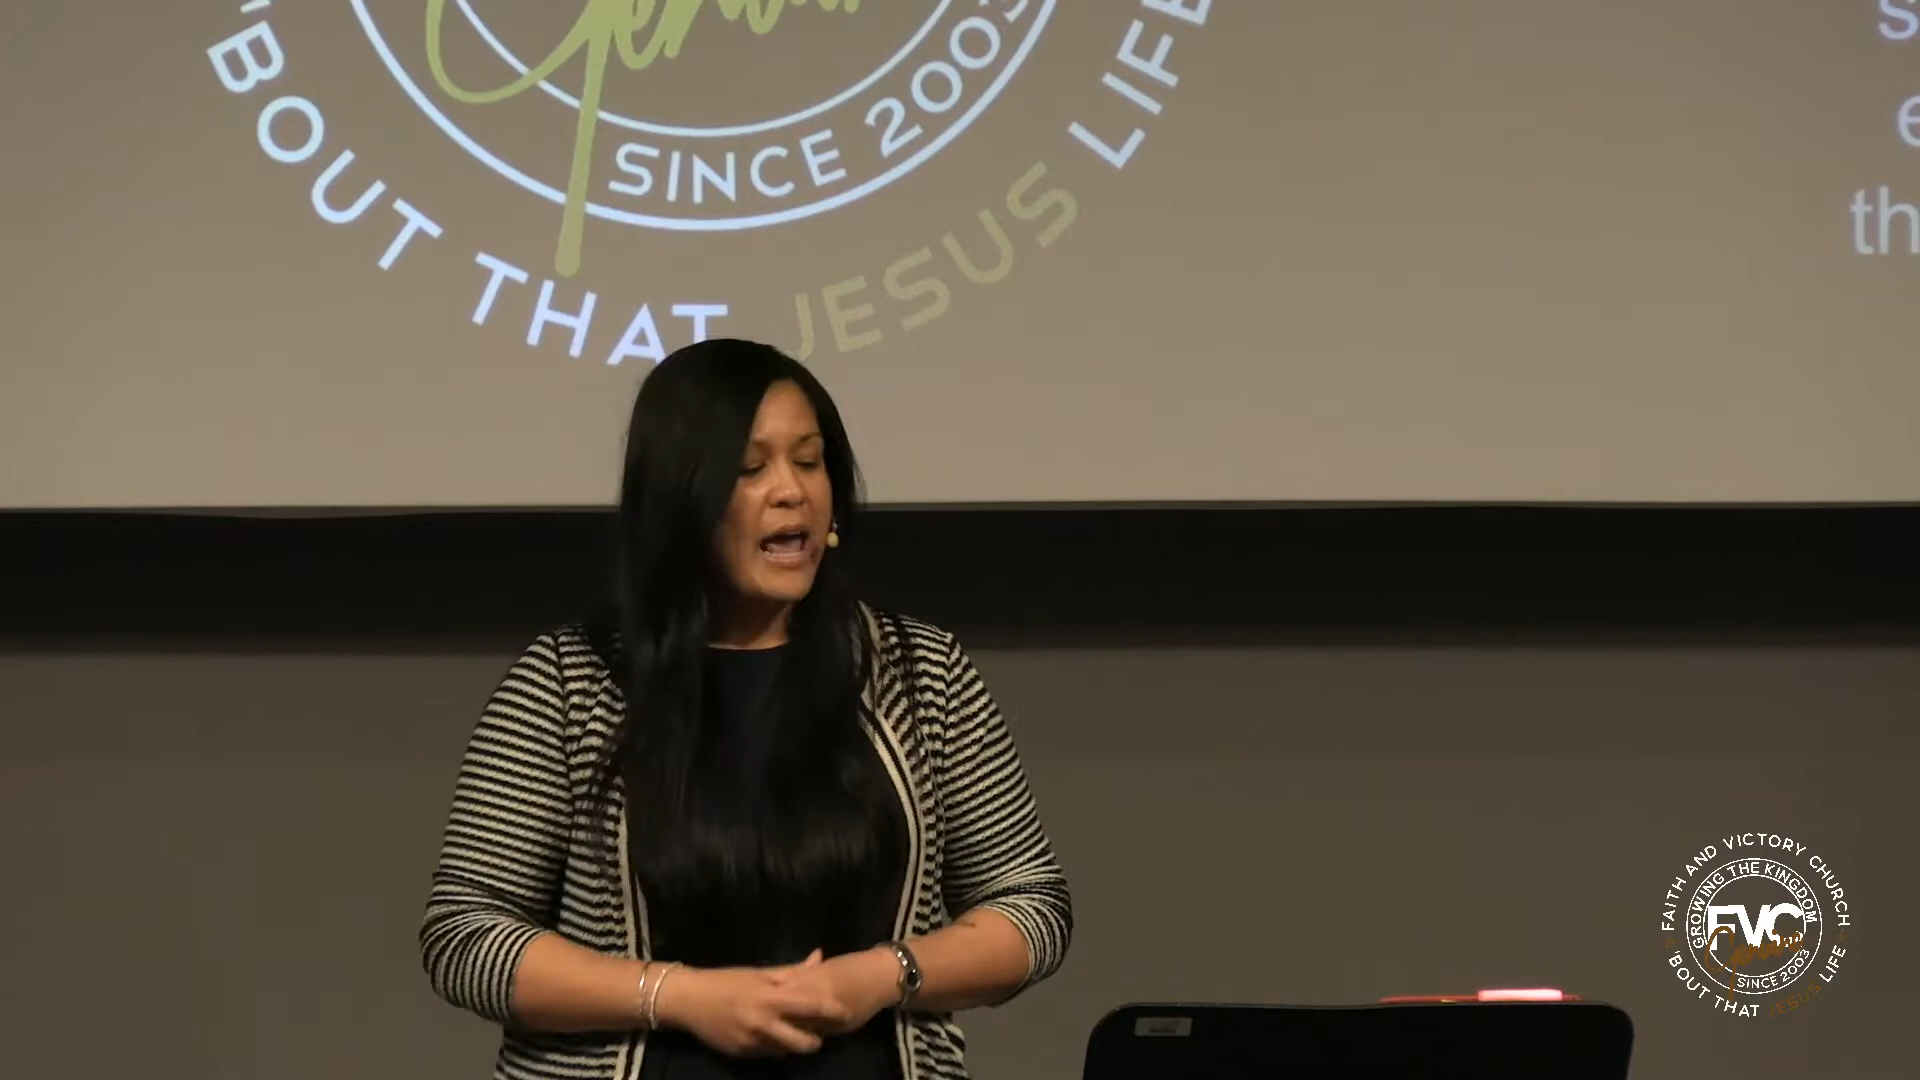 SINCE 2003
'BOUT THAT JESUS LIFE
th
FAITH AND VICTORY CHURCH
GROWING THE KINGDOM
FVC
SINCE 2003
'BOUT THAT JESUS LIFE